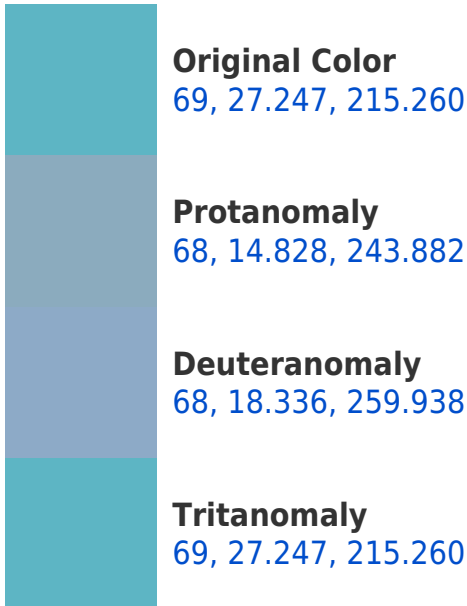 Original Color
69, 27.247, 215.260
Protanomaly
68, 14.828, 243.882
Deuteranomaly
68, 18.336, 259.938
Tritanomaly
69, 27.247, 215.260